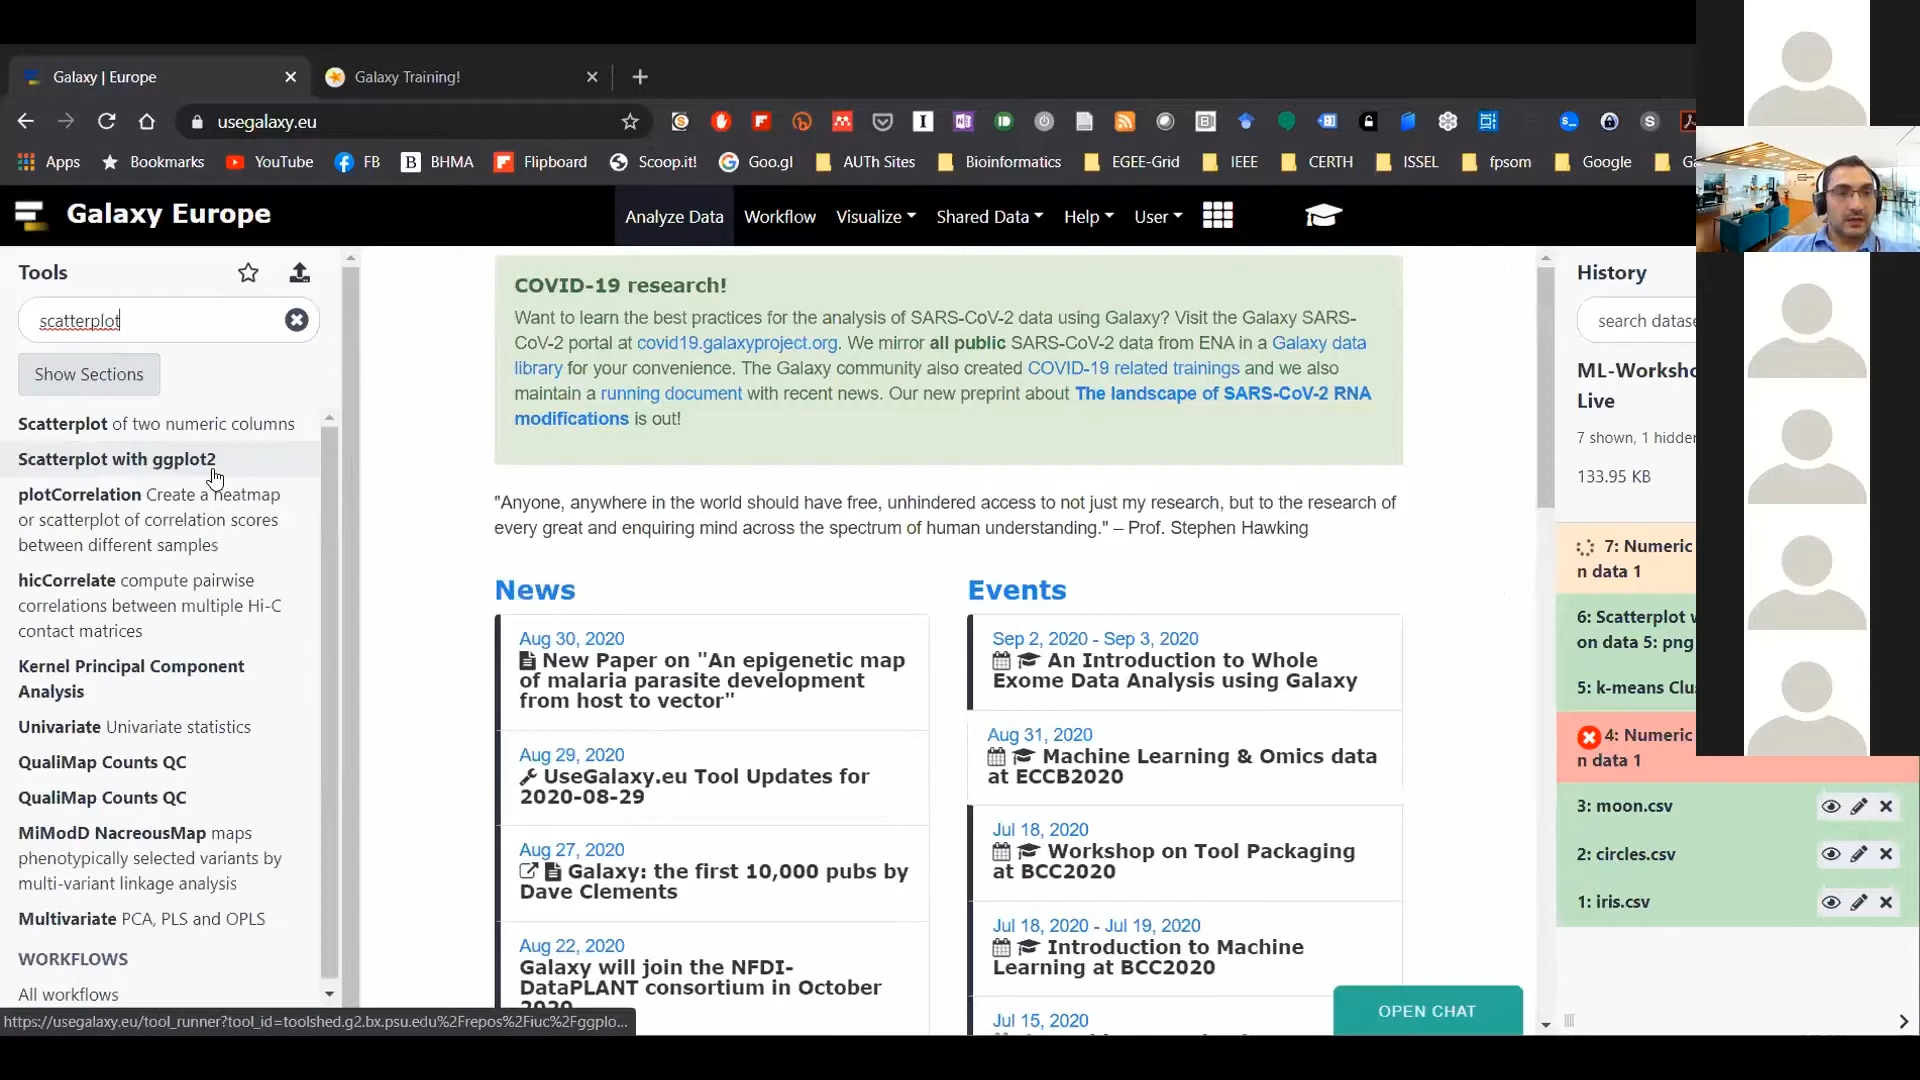 Galaxy | Europe
Galaxy Training!
usegalaxy.eu
Apps
Bookmarks
YouTube
FB
BHMA
Flipboard
Scoop.it!
Goo.gl
AUTh Sites
Bioinformatics
EGEE-Grid
IEEE
CERTH
ISSEL
fpsom
Google
Galaxy Europe
Analyze Data
Workflow
Visualize
Shared Data
Help
User
Tools
scatterplot
Show Sections
Scatterplot of two numeric columns
Scatterplot with ggplot2
plotCorrelation Create a heatmap
or scatterplot of correlation scores
between different samples
hicCorrelate compute pairwise
correlations between multiple Hi-C
contact matrices
Kernel Principal Component
Analysis
Univariate Univariate statistics
QualiMap Counts QC
QualiMap Counts QC
MiModD NacreousMap maps
phenotypically selected variants by
multi-variant linkage analysis
Multivariate PCA, PLS and OPLS
WORKFLOWS
All workflows
https://usegalaxy.eu/tool_runner?tool_id=toolshed.g2.bx.psu.edu%2Frepos%2Fiuc%2Fggplo...
COVID-19 research!
Want to learn the best practices for the analysis of SARS-CoV-2 data using Galaxy? Visit the Galaxy SARS-
CoV-2 portal at covid19.galaxyproject.org. We mirror all public SARS-CoV-2 data from ENA in a Galaxy data
library for your convenience. The Galaxy community also created COVID-19 related trainings and we also
maintain a running document with recent news. Our new preprint about The landscape of SARS-CoV-2 RNA
modifications is out!
"Anyone, anywhere in the world should have free, unhindered access to not just my research, but to the research of
every great and enquiring mind across the spectrum of human understanding." – Prof. Stephen Hawking
News
Aug 30, 2020
New Paper on "An epigenetic map
of malaria parasite development
from host to vector"
Aug 29, 2020
UseGalaxy.eu Tool Updates for
2020-08-29
Aug 27, 2020
Galaxy: the first 10,000 pubs by
Dave Clements
Aug 22, 2020
Galaxy will join the NFDI-
DataPLANT consortium in October
2020
Events
Sep 2, 2020 - Sep 3, 2020
An Introduction to Whole
Exome Data Analysis using Galaxy
Aug 31, 2020
Machine Learning & Omics data
at ECCB2020
Jul 18, 2020
Workshop on Tool Packaging
at BCC2020
Jul 18, 2020 - Jul 19, 2020
Introduction to Machine
Learning at BCC2020
Jul 15, 2020
OPEN CHAT
History
search datase
ML-Worksho
Live
7 shown, 1 hidden
133.95 KB
7: Numeric
n data 1
6: Scatterplot w
on data 5: png
5: k-means Clu
4: Numeric
n data 1
3: moon.csv
2: circles.csv
1: iris.csv